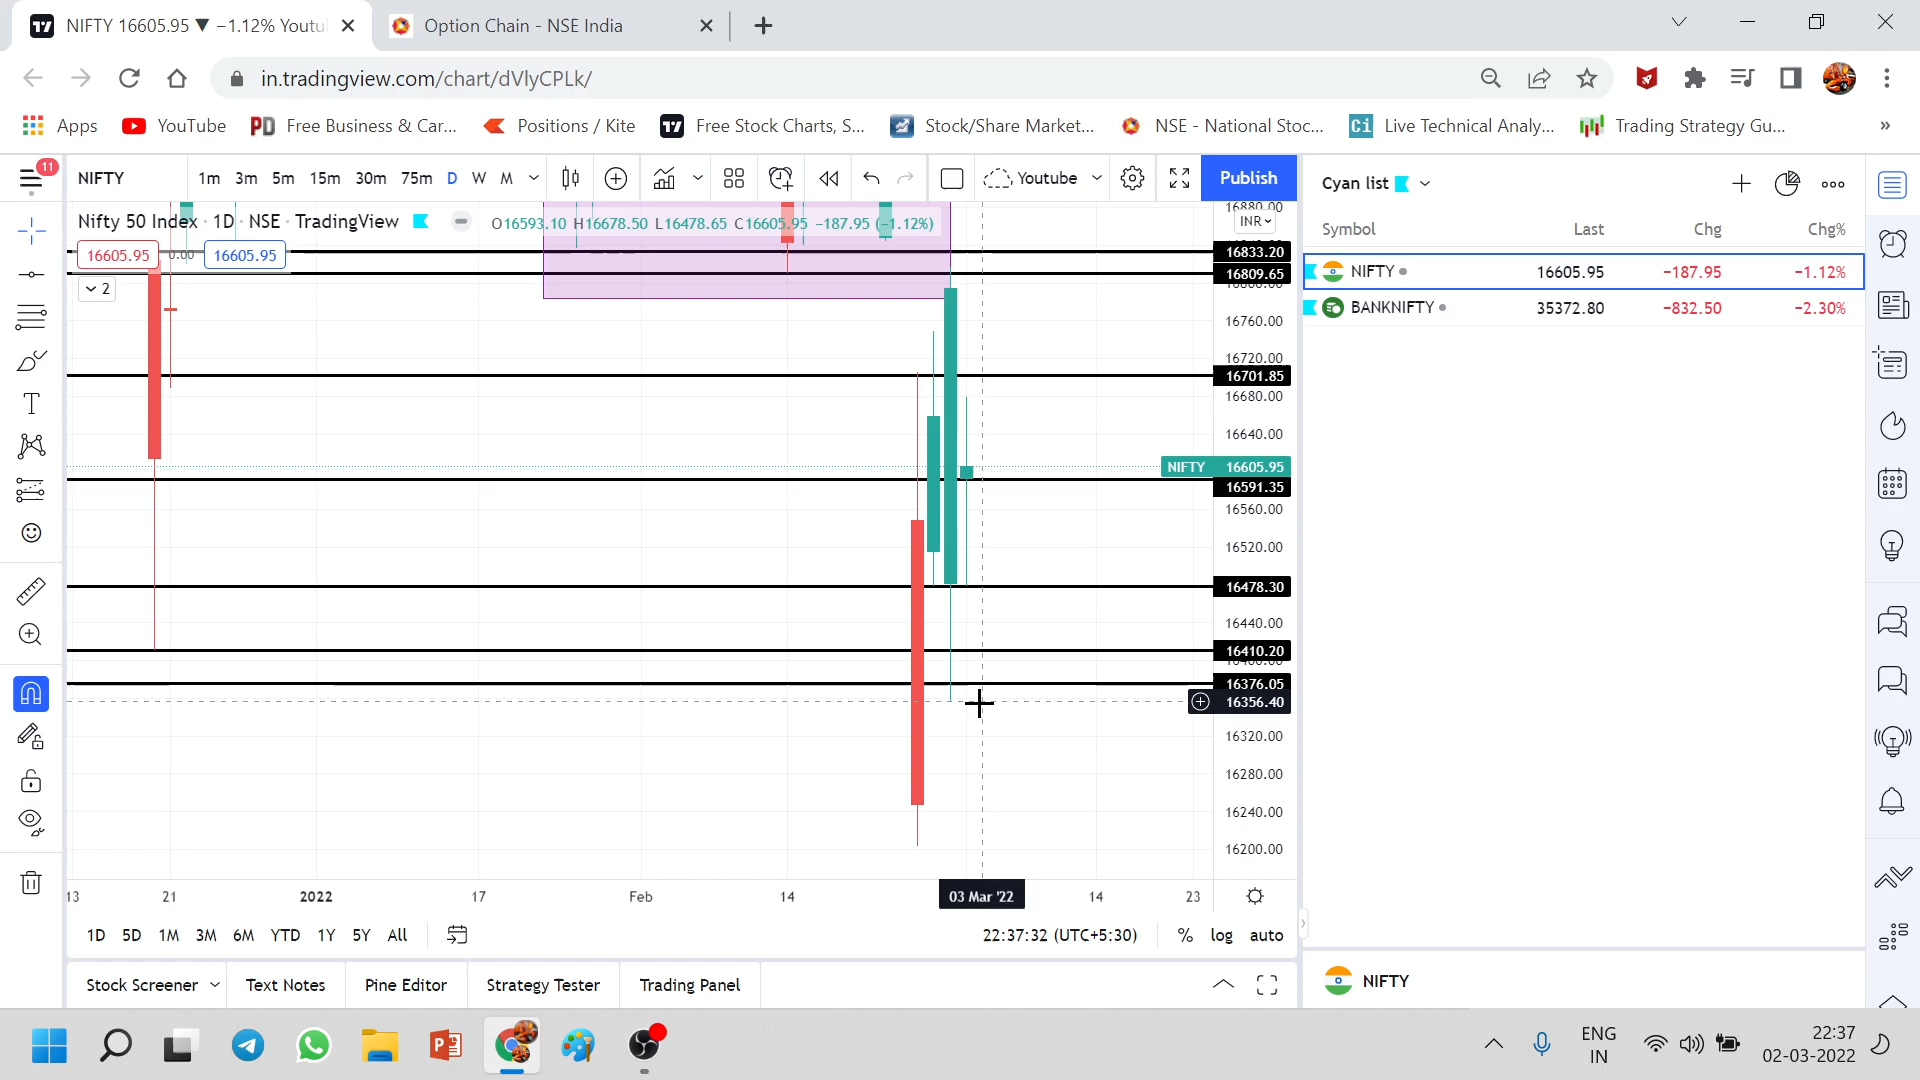 NIFTY 16605.95 ▼ −1.12% Youtu
Option Chain - NSE India
in.tradingview.com/chart/dVlyCPLk/
Apps
YouTube
PD Free Business & Car...
Positions / Kite
Free Stock Charts, S...
Stock/Share Market...
NSE - National Stoc...
Ci Live Technical Analy...
Trading Strategy Gu...
»
11
NIFTY 1m 3m 5m 15m 30m 75m D W M Youtube Publish
Nifty 50 Index · 1D · NSE · TradingView O16593.10 H16678.50 L16478.65 C16605.95 −187.95 (−1.12%)
16605.95 0.00 16605.95
2
INR
16880.00
16833.20
16809.65
16800.00
16760.00
16720.00
16701.85
16680.00
16640.00
NIFTY 16605.95
16591.35
16560.00
16520.00
16478.30
16440.00
16410.20
16400.00
16376.05
16356.40
16320.00
16280.00
16240.00
16200.00
13 21 2022 17 Feb 14 03 Mar '22 14 23
1D 5D 1M 3M 6M YTD 1Y 5Y All 22:37:32 (UTC+5:30) % log auto
Stock Screener Text Notes Pine Editor Strategy Tester Trading Panel
Cyan list
Symbol Last Chg Chg%
NIFTY 16605.95 −187.95 −1.12%
BANKNIFTY 35372.80 −832.50 −2.30%
NIFTY
ENG
IN
22:37
02-03-2022